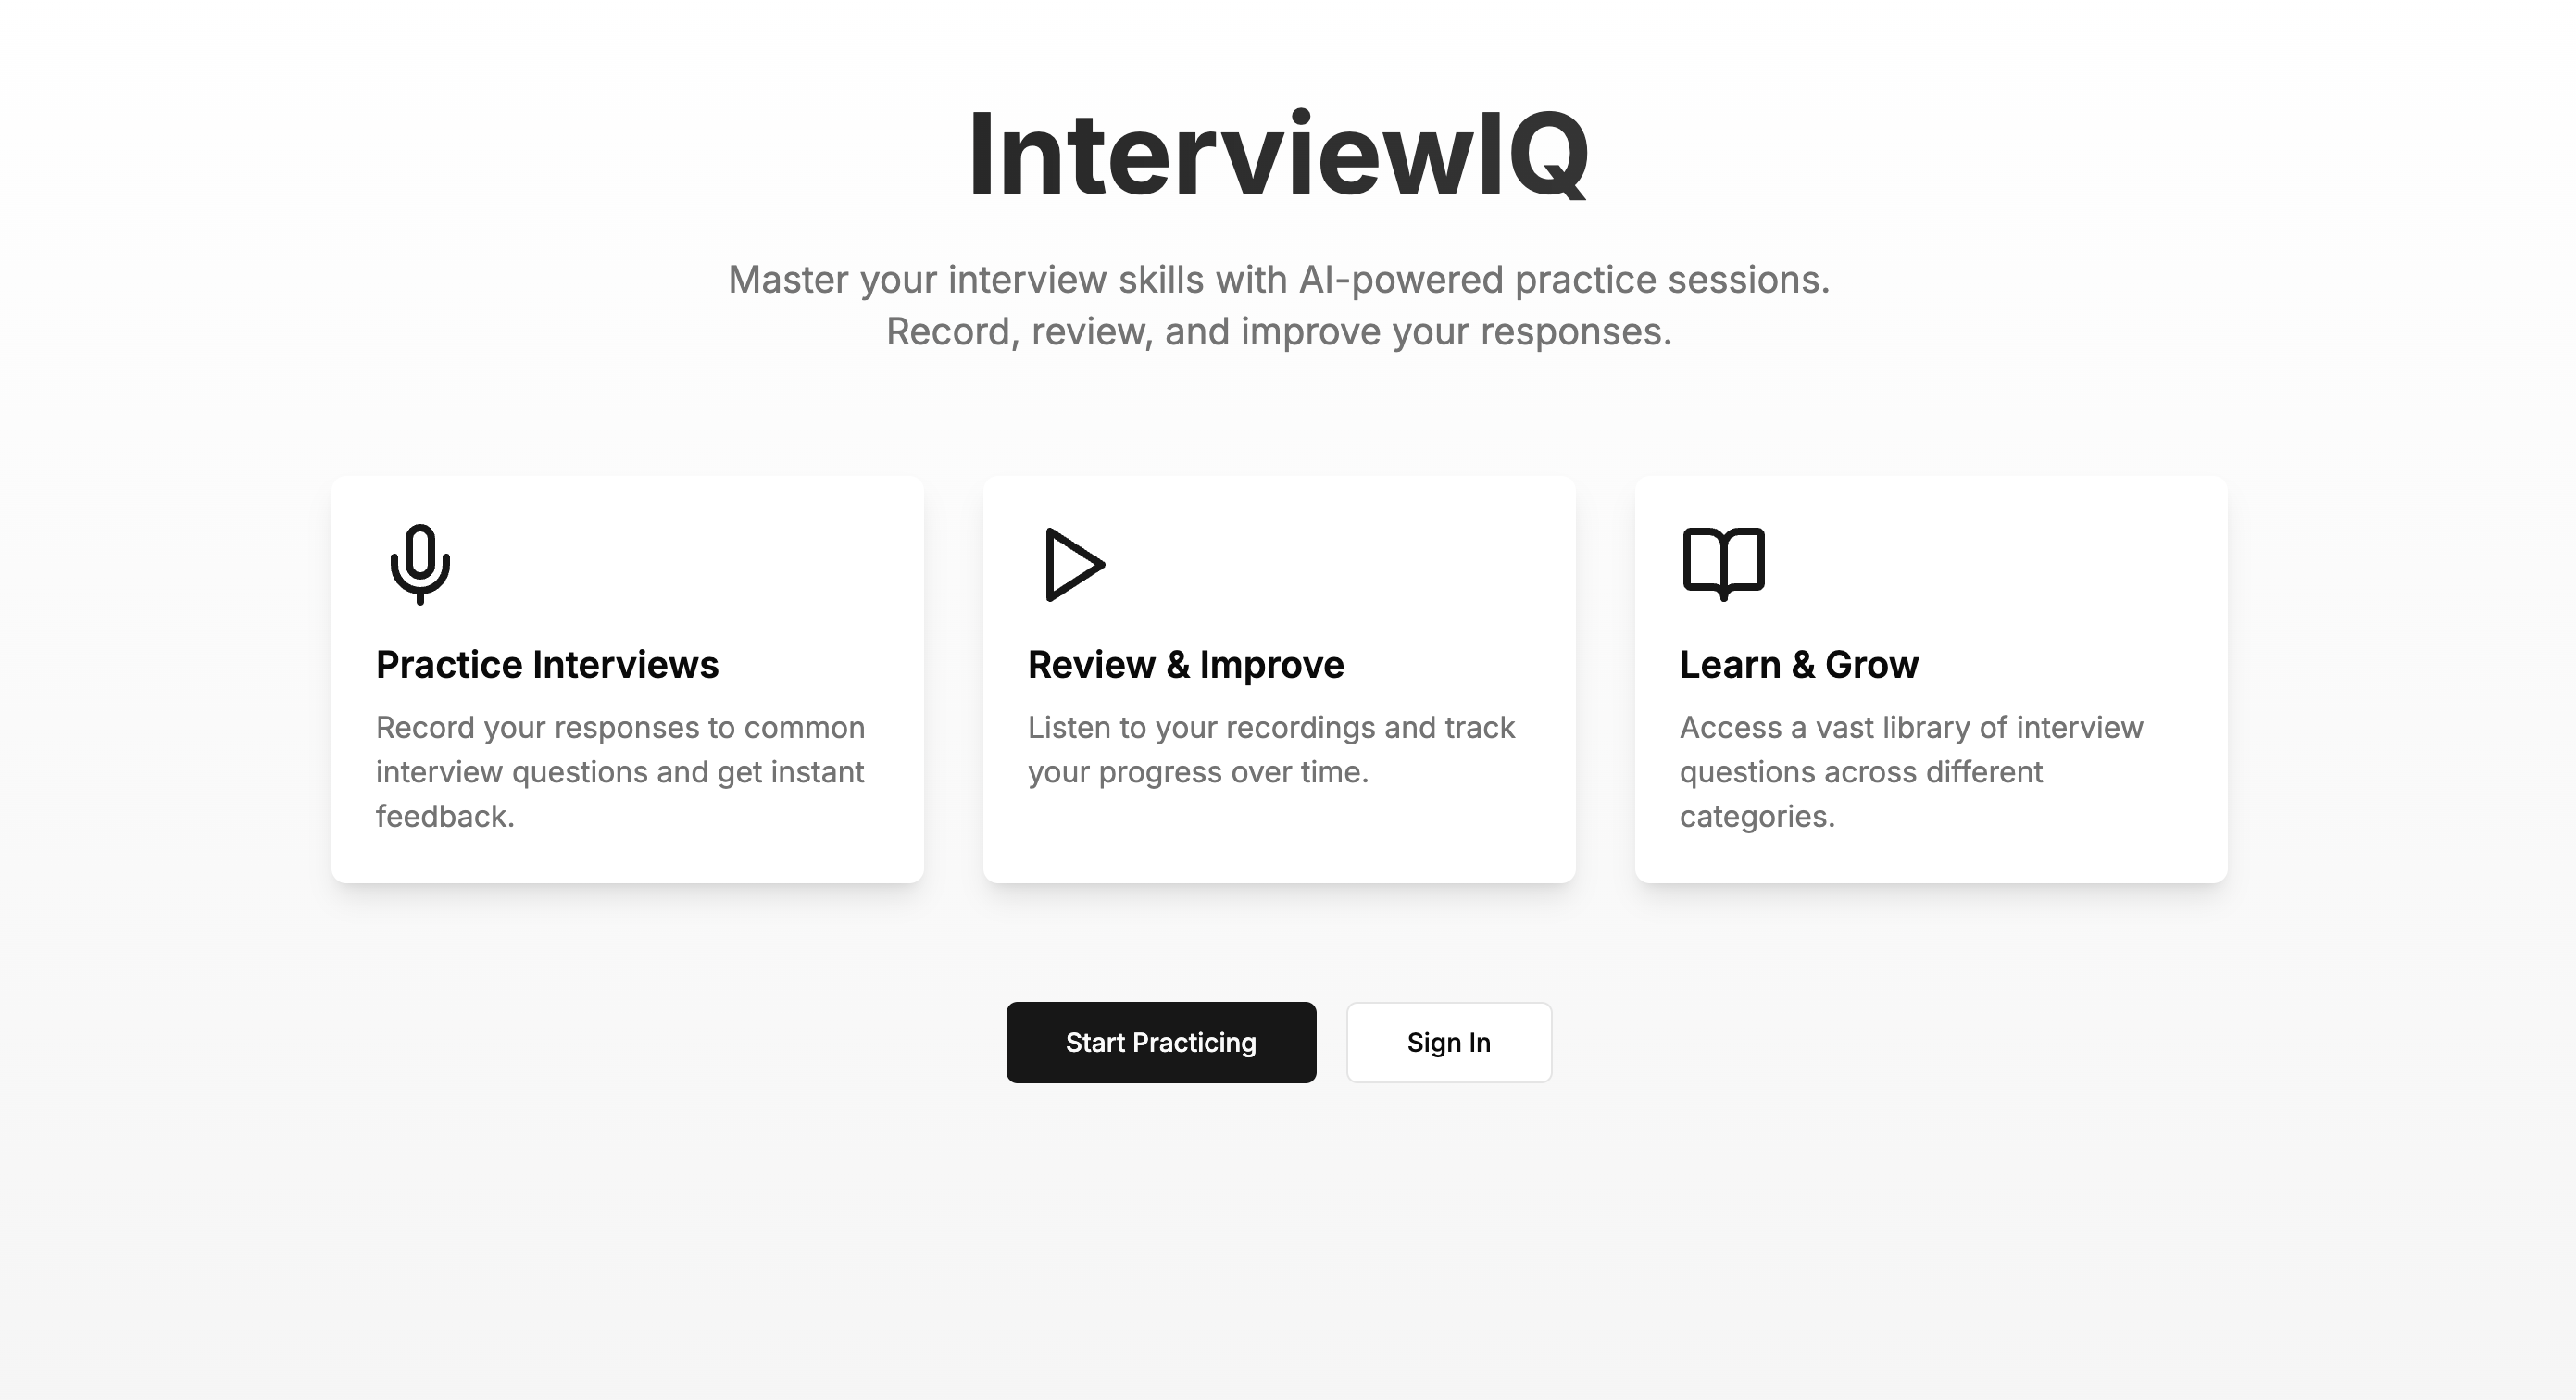 InterviewIQ
Master your interview skills with AI-powered practice sessions.
Record, review, and improve your responses.
Practice Interviews
Record your responses to common
interview questions and get instant
feedback.
Review & Improve
Listen to your recordings and track
your progress over time.
Learn & Grow
Access a vast library of interview
questions across different
categories.
Start Practicing
Sign In